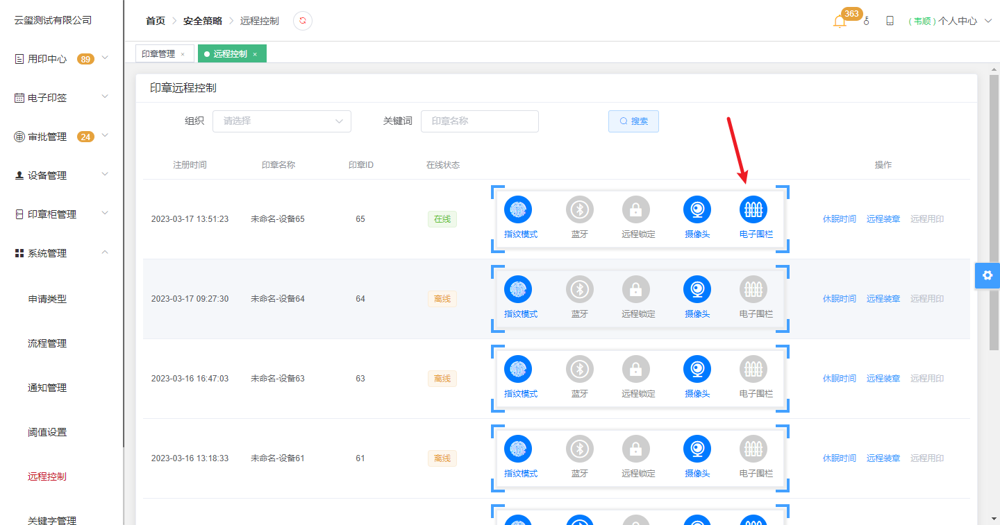 云玺测试有限公司
首页 安全策略 远程控制
363
(韦顺) 个人中心
印章管理 ×
远程控制 ×
用印中心 89
电子印签
审批管理 24
设备管理
印章柜管理
系统管理
申请类型
流程管理
通知管理
阈值设置
远程控制
关键字管理
印章远程控制
组织 请选择 关键词 印章名称 搜索
注册时间 印章名称 印章ID 在线状态 操作
2023-03-17 13:51:23 未命名-设备65 65 在线 指纹模式 蓝牙 远程锁定 摄像头 电子围栏 休眠时间 远程装章 远程用印
2023-03-17 09:27:30 未命名-设备64 64 离线 指纹模式 蓝牙 远程锁定 摄像头 电子围栏 休眠时间 远程装章 远程用印
2023-03-16 16:47:03 未命名-设备63 63 离线 指纹模式 蓝牙 远程锁定 摄像头 电子围栏 休眠时间 远程装章 远程用印
2023-03-16 13:18:33 未命名-设备61 61 离线 指纹模式 蓝牙 远程锁定 摄像头 电子围栏 休眠时间 远程装章 远程用印